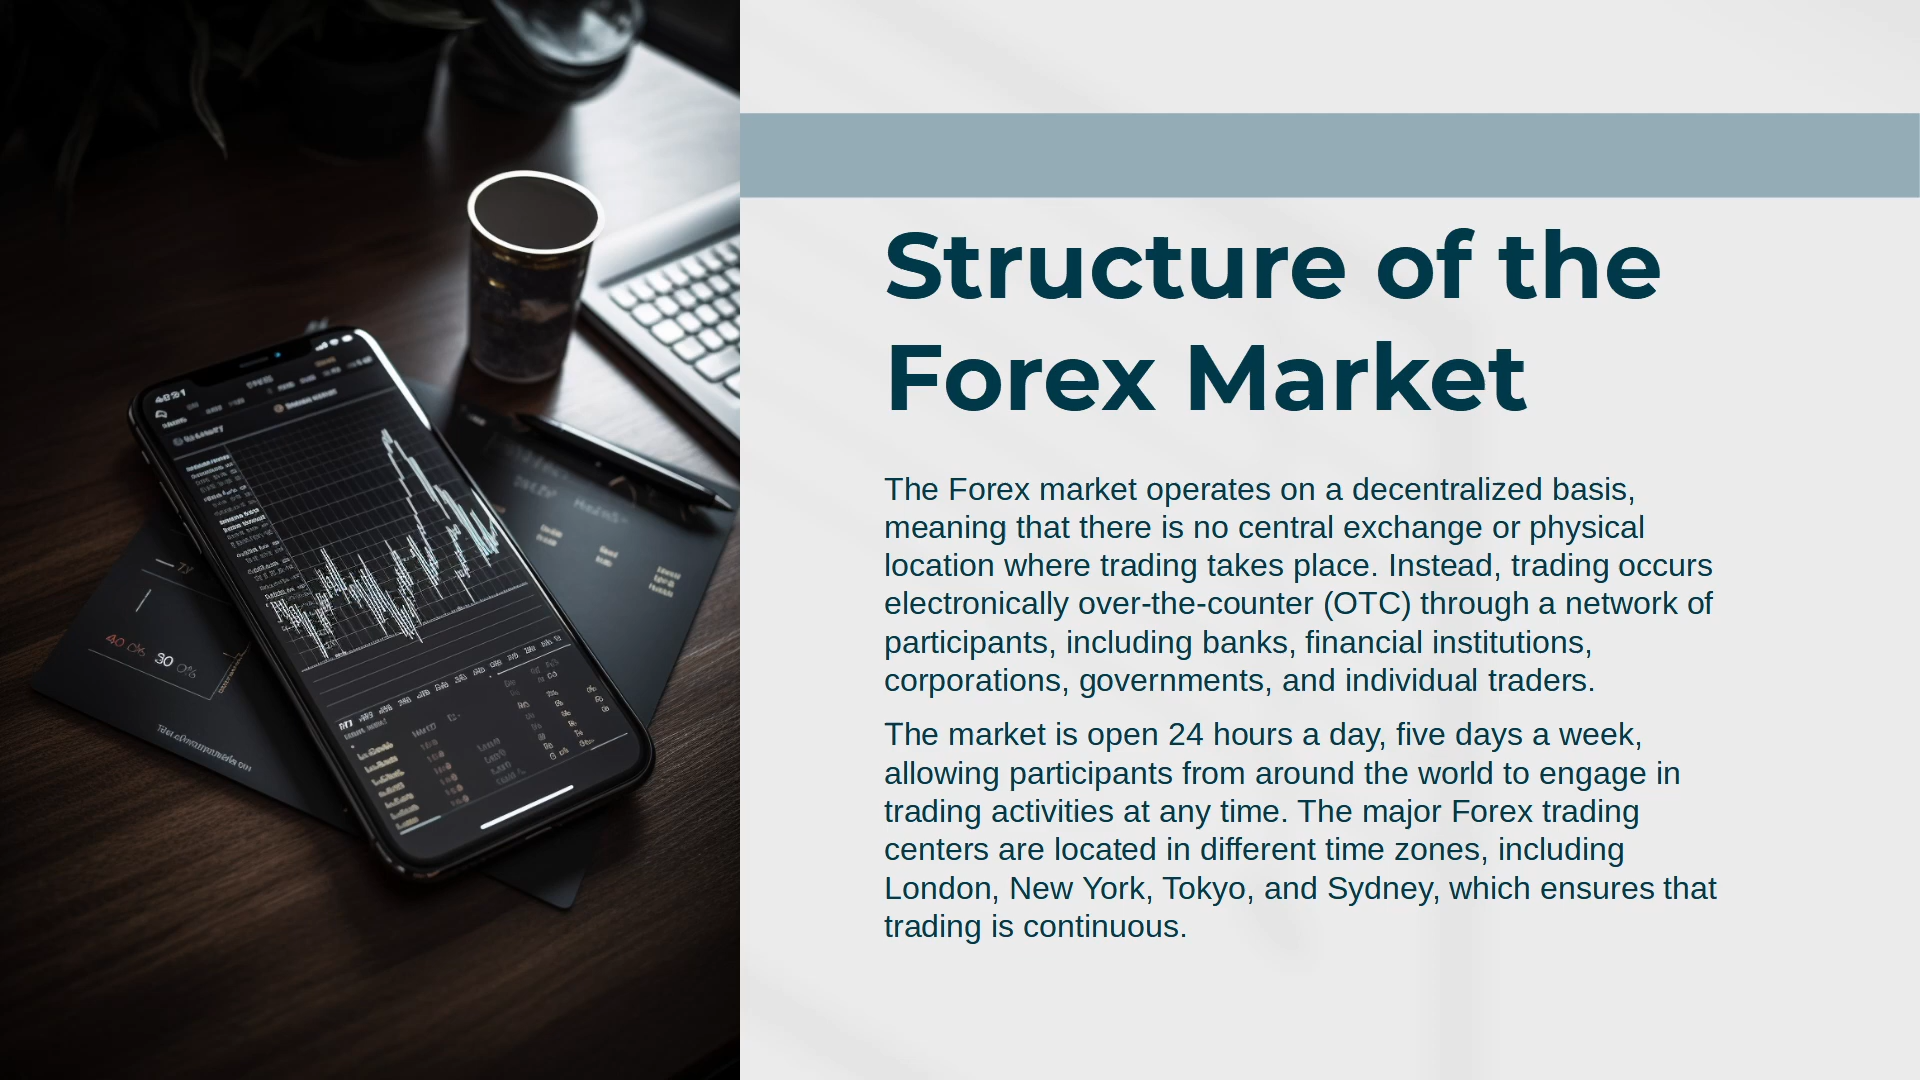 Structure of the
Forex Market
The Forex market operates on a decentralized basis,
meaning that there is no central exchange or physical
location where trading takes place. Instead, trading occurs
electronically over-the-counter (OTC) through a network of
participants, including banks, financial institutions,
corporations, governments, and individual traders.
The market is open 24 hours a day, five days a week,
allowing participants from around the world to engage in
trading activities at any time. The major Forex trading
centers are located in different time zones, including
London, New York, Tokyo, and Sydney, which ensures that
trading is continuous.